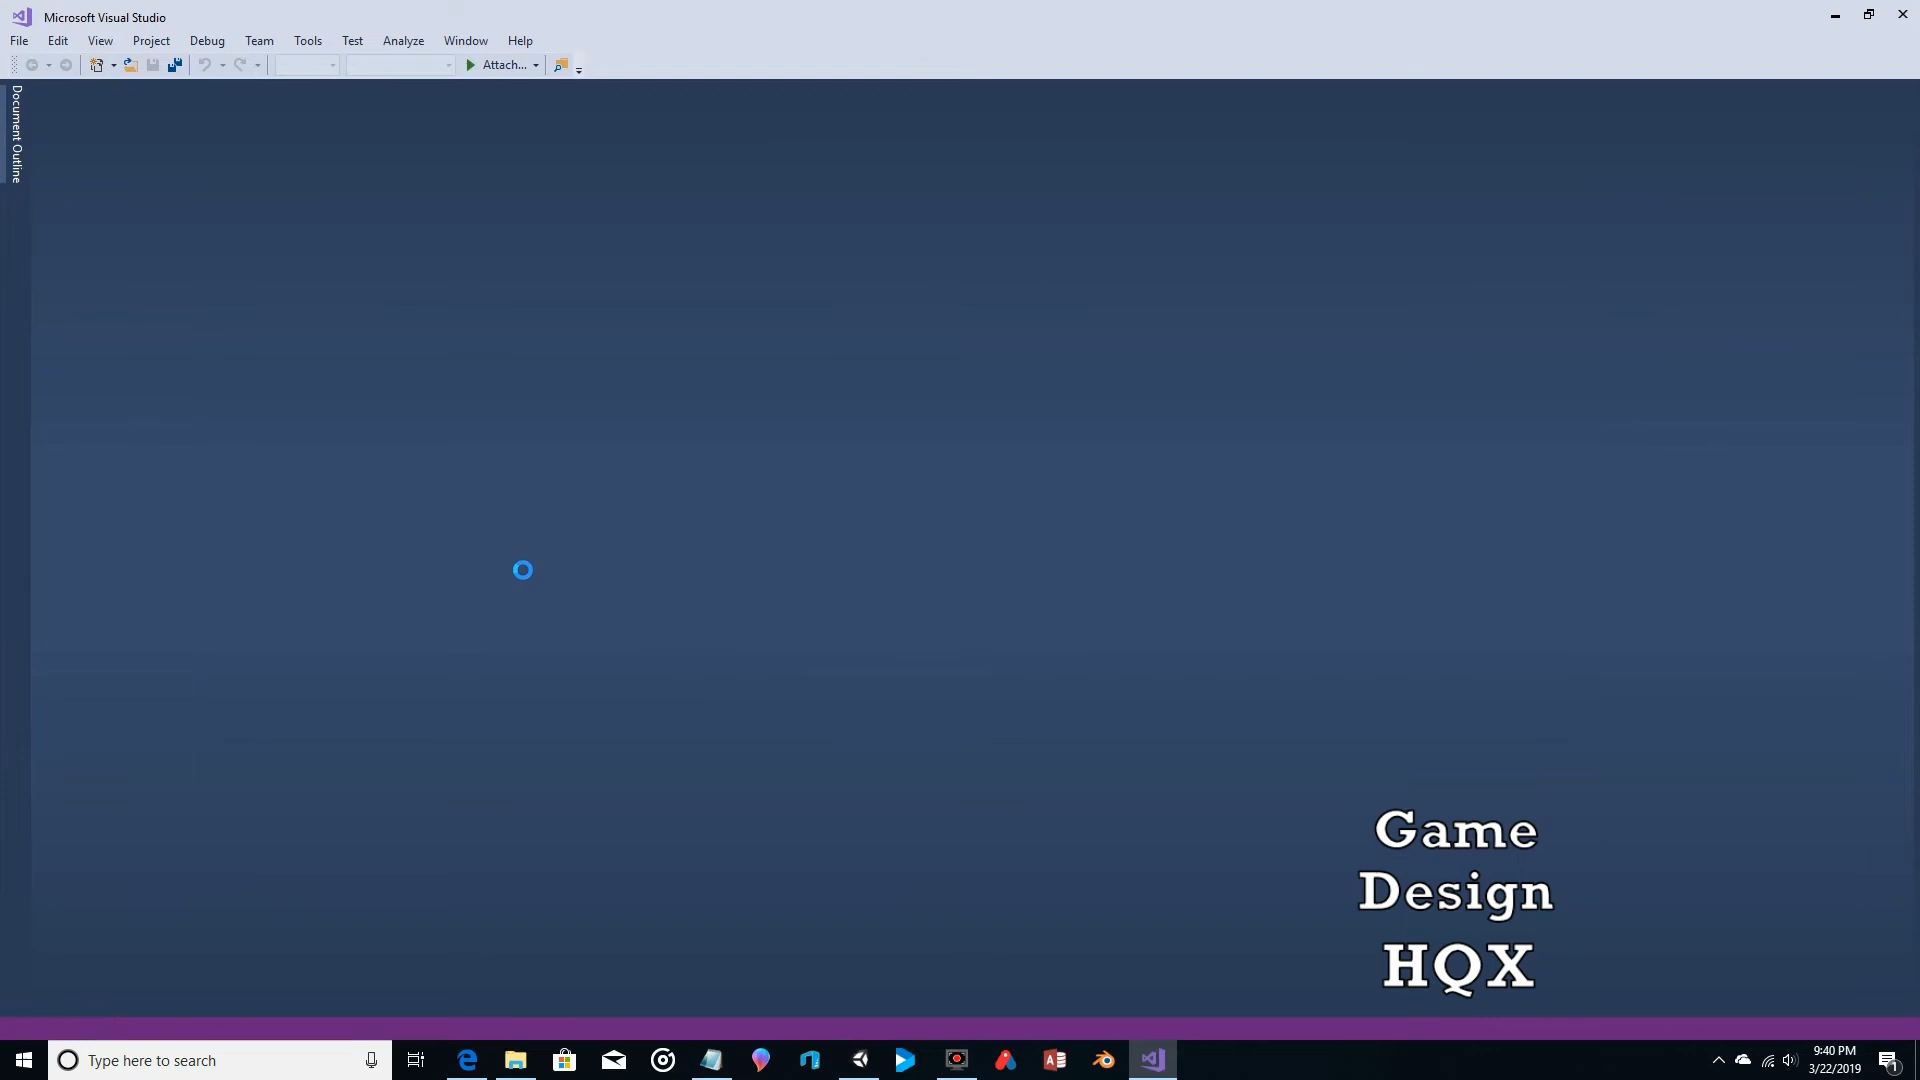 Microsoft Visual Studio
File Edit View Project Debug Team Tools Test Analyze Window Help
Attach...
Document Outline
Game
Design
HQX
Type here to search
9:40 PM
3/22/2019
1